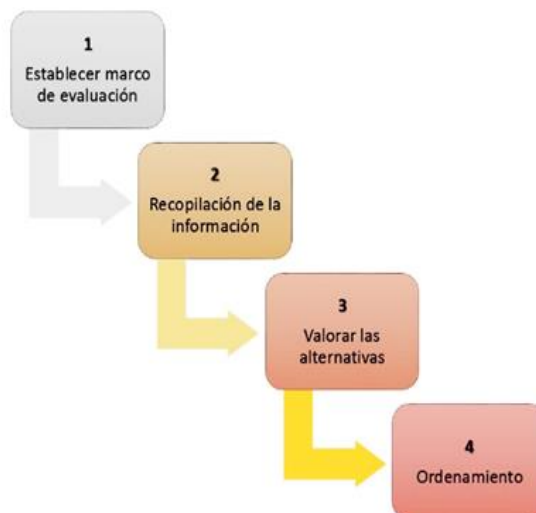 1
Establecer marco
de evaluación
2
Recopilación de la
información
3
Valorar las
alternativas
4
Ordenamiento